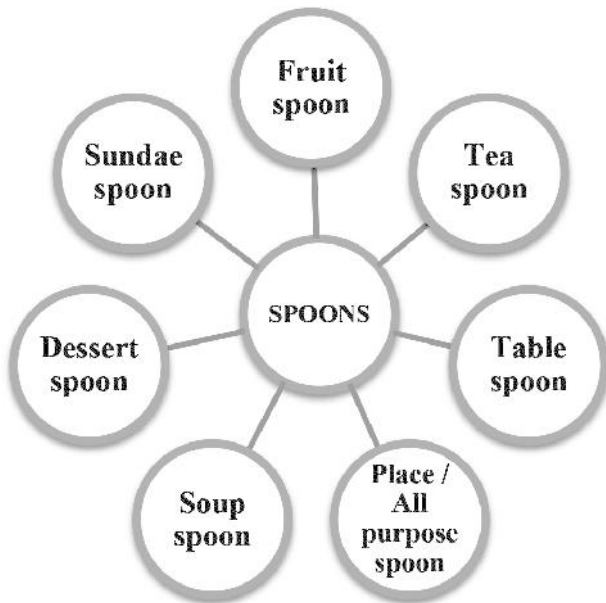 Fruit
spoon
Tea
spoon
Table
spoon
Place /
All
purpose
spoon
Soup
spoon
Dessert
spoon
Sundae
spoon
SPOONS